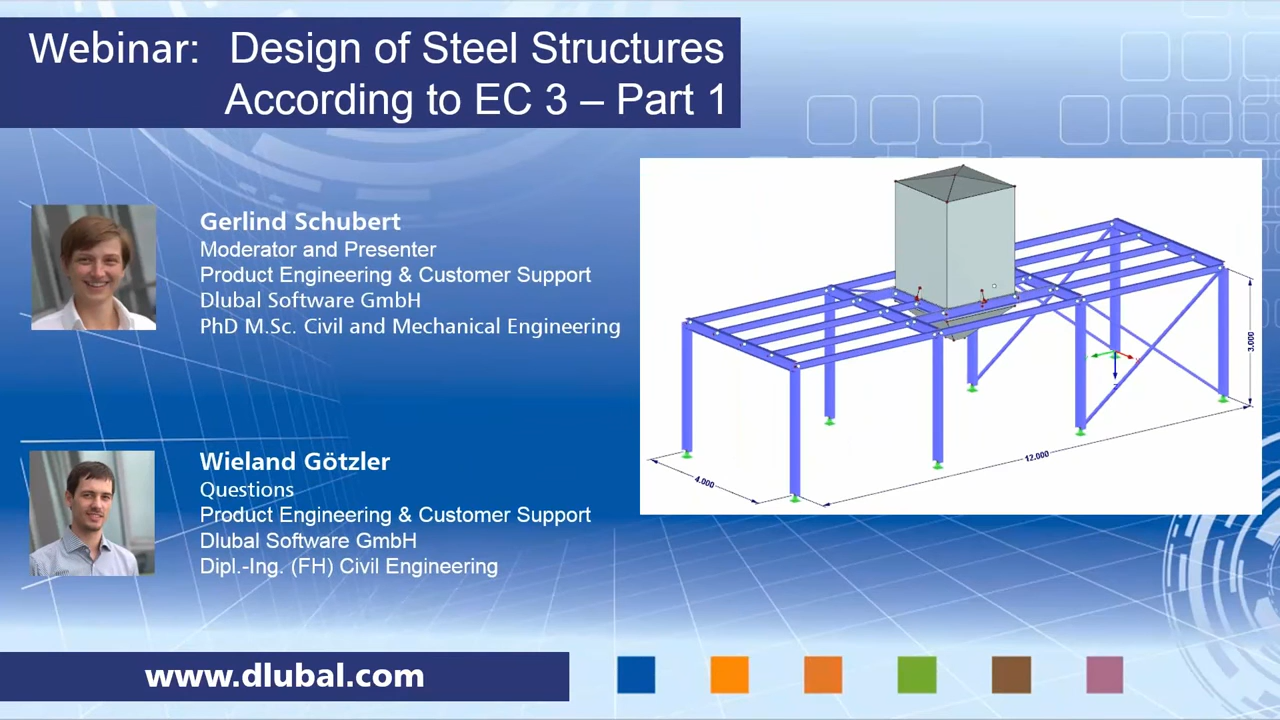 Webinar: Design of Steel Structures
According to EC 3 – Part 1
Gerlind Schubert
Moderator and Presenter
Product Engineering & Customer Support
Dlubal Software GmbH
PhD M.Sc. Civil and Mechanical Engineering
Wieland Götzler
Questions
Product Engineering & Customer Support
Dlubal Software GmbH
Dipl.-Ing. (FH) Civil Engineering
3.000
12.000
4.000
www.dlubal.com